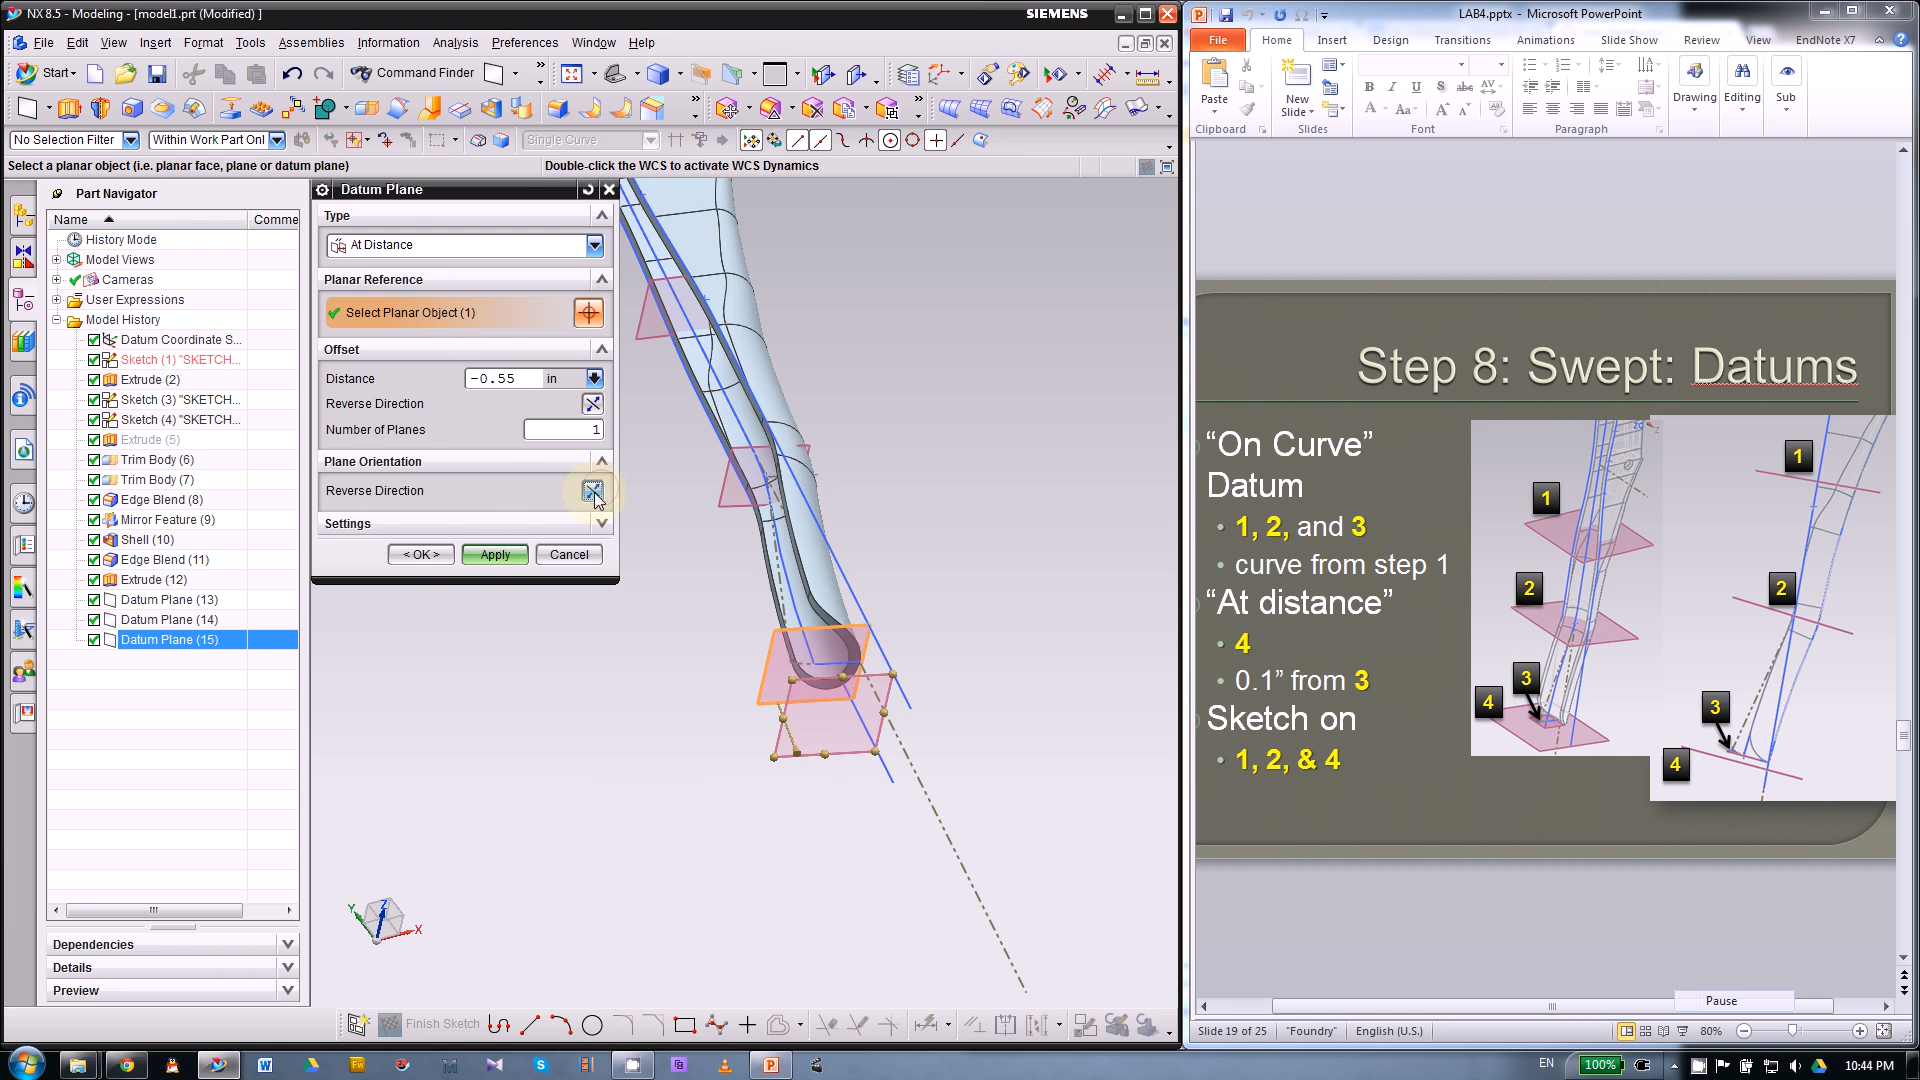 NX 8.5 - Modeling - [model1.prt (Modified) ]
SIEMENS
File Edit View Insert Format Tools Assemblies Information Analysis Preferences Window Help
Start
Command Finder
No Selection Filter
Within Work Part Onl
Single Curve
Select a planar object (i.e. planar face, plane or datum plane)
Double-click the WCS to activate WCS Dynamics
Part Navigator
Name
Comme
History Mode
Model Views
Cameras
User Expressions
Model History
Datum Coordinate S...
Sketch (1) "SKETCH...
Extrude (2)
Sketch (3) "SKETCH...
Sketch (4) "SKETCH...
Extrude (5)
Trim Body (6)
Trim Body (7)
Edge Blend (8)
Mirror Feature (9)
Shell (10)
Edge Blend (11)
Extrude (12)
Datum Plane (13)
Datum Plane (14)
Datum Plane (15)
Dependencies
Details
Preview
Datum Plane
Type
At Distance
Planar Reference
Select Planar Object (1)
Offset
Distance
-0.55
in
Reverse Direction
Number of Planes
1
Plane Orientation
Reverse Direction
Settings
< OK >
Apply
Cancel
Y
Z
X
Finish Sketch
LAB4.pptx - Microsoft PowerPoint
File Home Insert Design Transitions Animations Slide Show Review View EndNote X7
Paste
New
Slide
Drawing
Editing
Sub
Clipboard
Slides
Font
Paragraph
Step 8: Swept: Datums
“On Curve”
Datum
• 1, 2, and 3
• curve from step 1
“At distance”
• 4
• 0.1” from 3
Sketch on
• 1, 2, & 4
1
2
3
4
1
2
3
4
Pause
Slide 19 of 25
"Foundry"
English (U.S.)
80%
EN
100%
10:44 PM